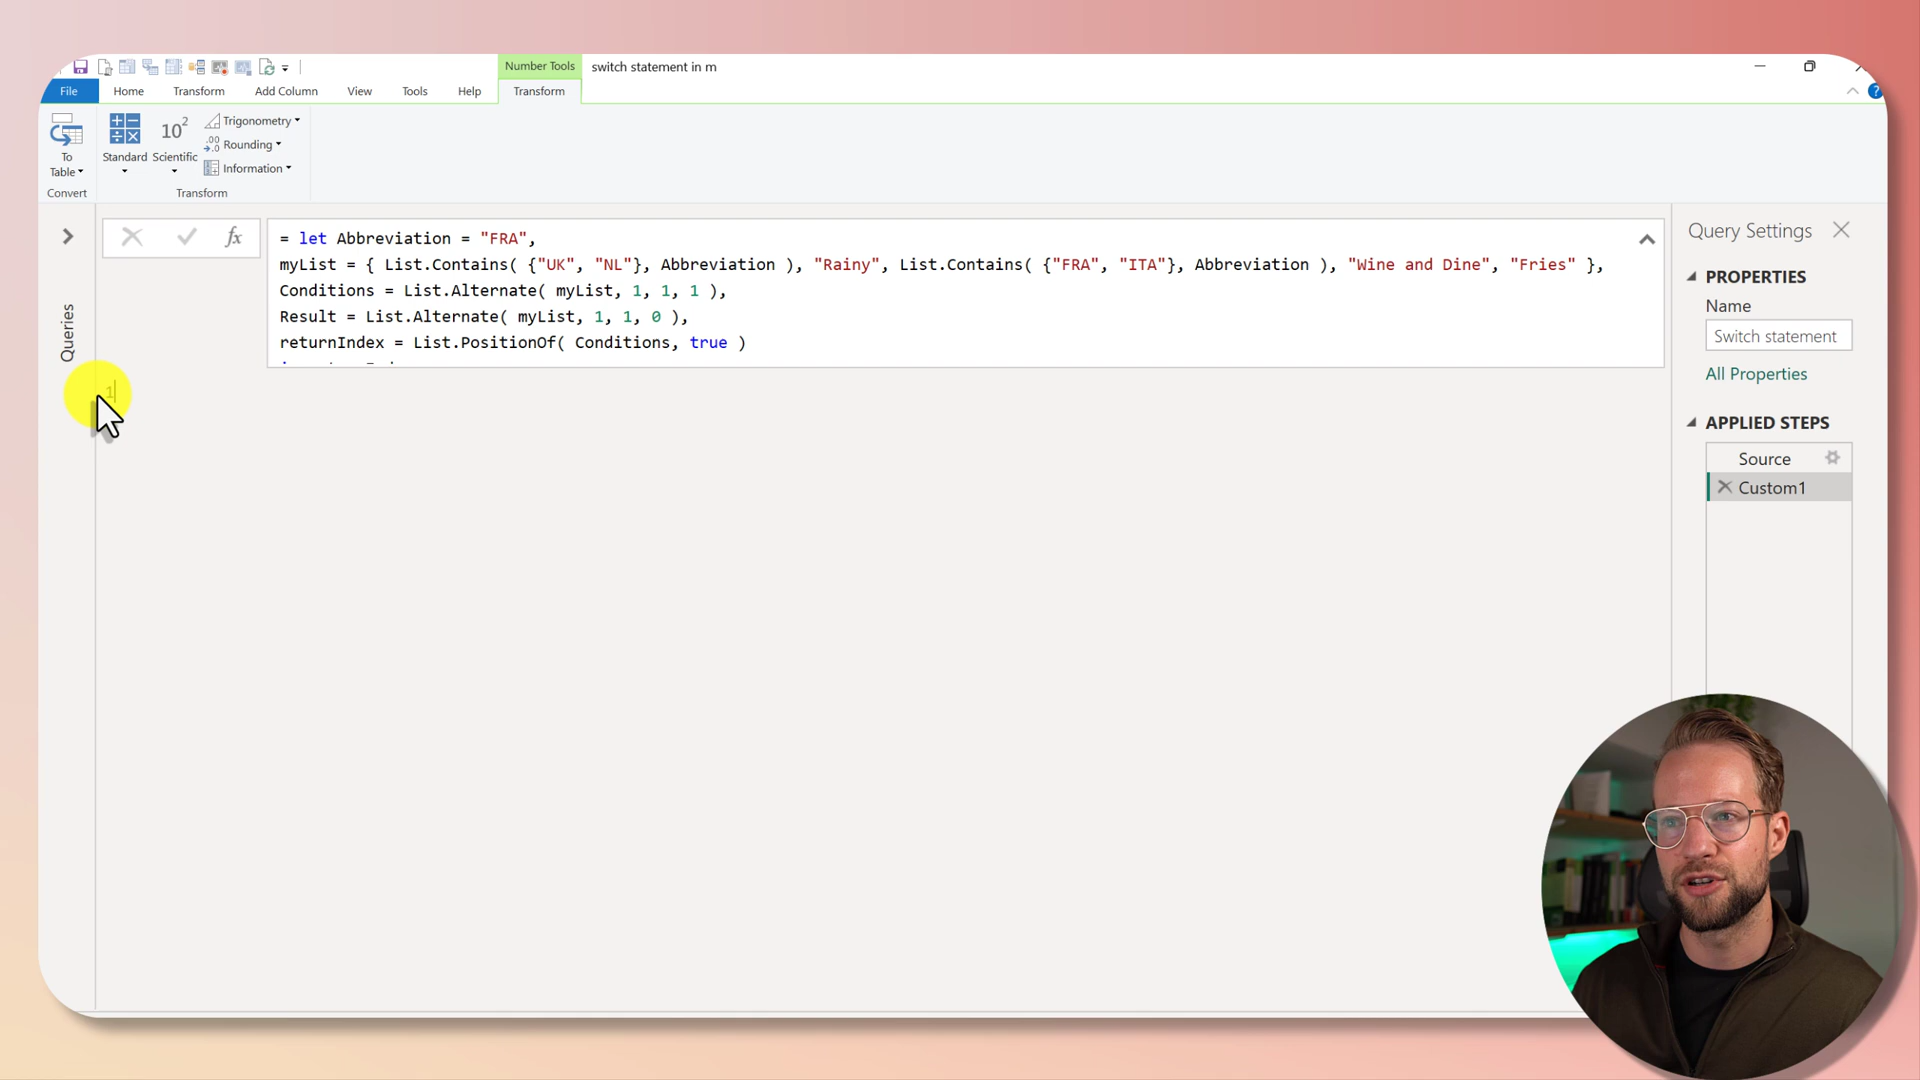 Number Tools switch statement in m
File Home Transform Add Column View Tools Help Transform
To Table
Standard
Scientific
Trigonometry
Rounding
Information
Convert
Transform
Queries
= let Abbreviation = "FRA",
myList = { List.Contains( {"UK", "NL"}, Abbreviation ), "Rainy", List.Contains( {"FRA", "ITA"}, Abbreviation ), "Wine and Dine", "Fries" },
Conditions = List.Alternate( myList, 1, 1, 1 ),
Result = List.Alternate( myList, 1, 1, 0 ),
returnIndex = List.PositionOf( Conditions, true )
1
Query Settings
PROPERTIES
Name
Switch statement
All Properties
APPLIED STEPS
Source
Custom1